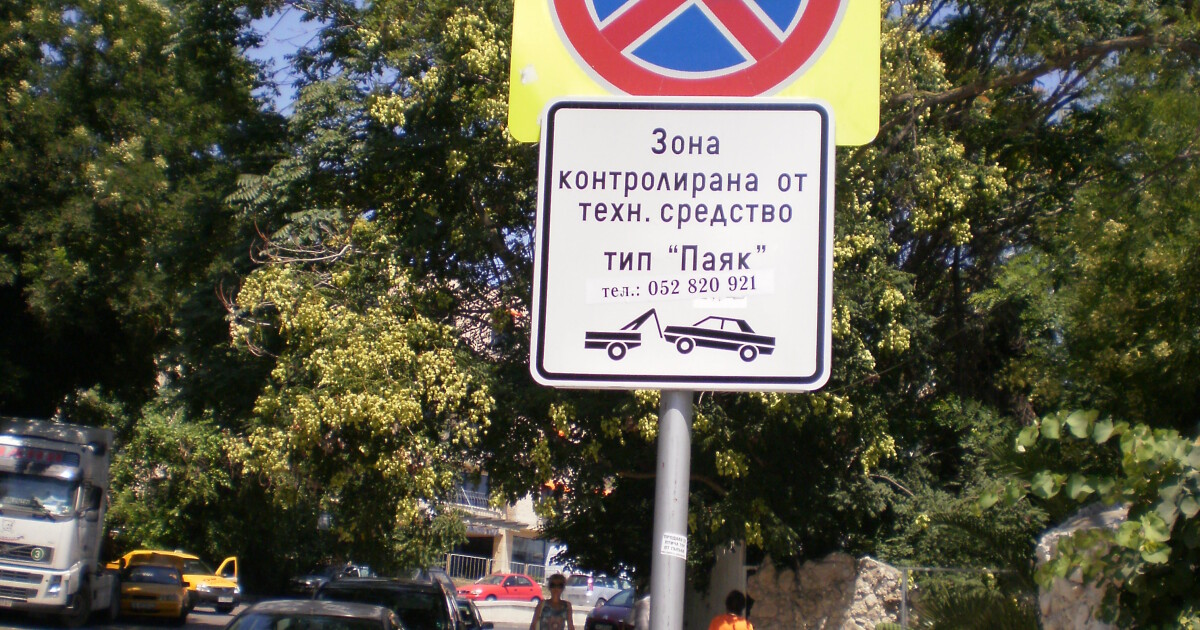 Зона
контролирана от
техн. средство
тип “Паяк”
тел.: 052 820 921